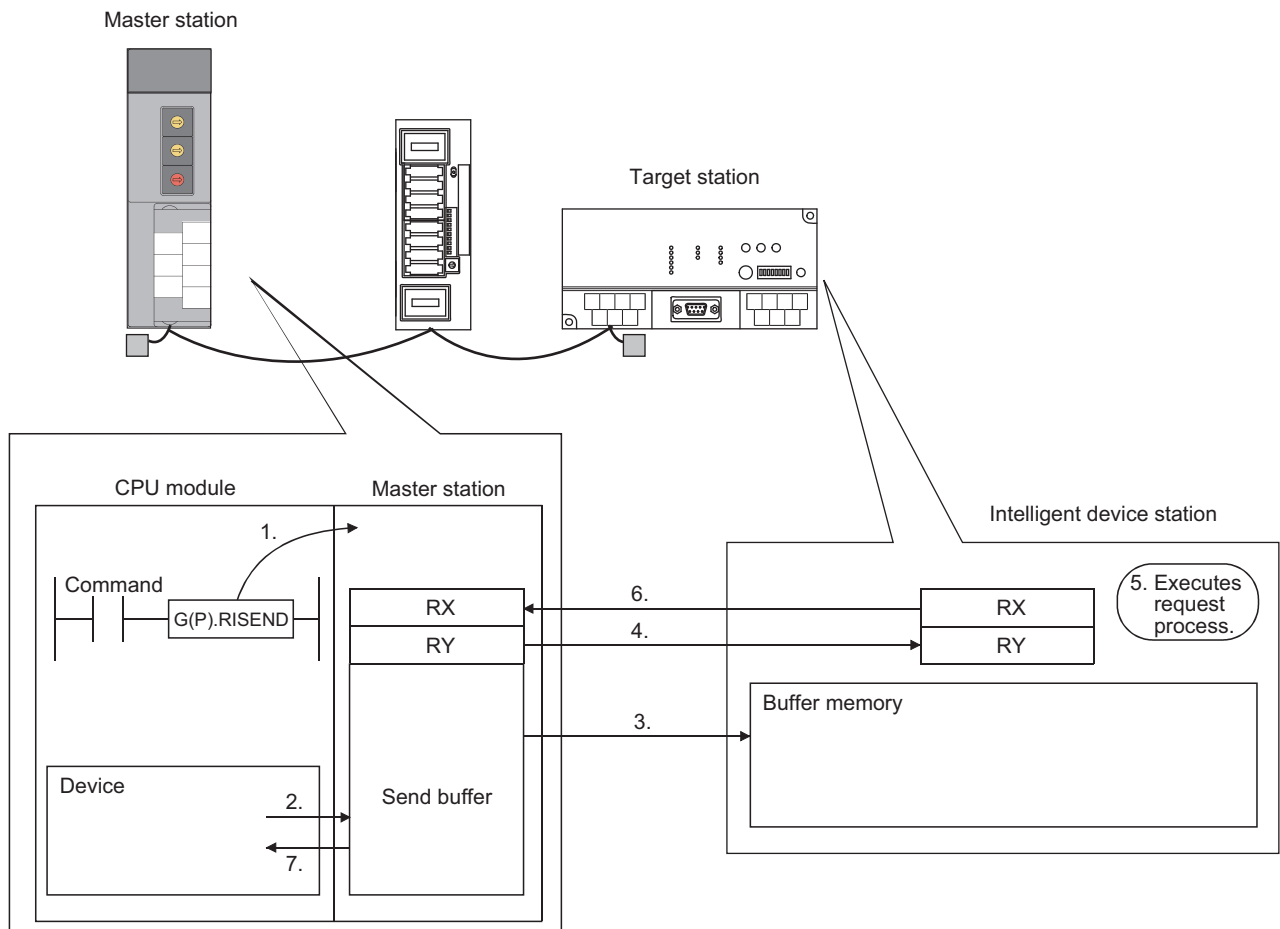 Master station
Target station
CPU module
Master station
Intelligent device station
1.
Command
G(P).RISEND
RX
RY
6.
4.
RX
RY
5. Executes
request
process.
3.
Buffer memory
Device
2.
Send buffer
7.